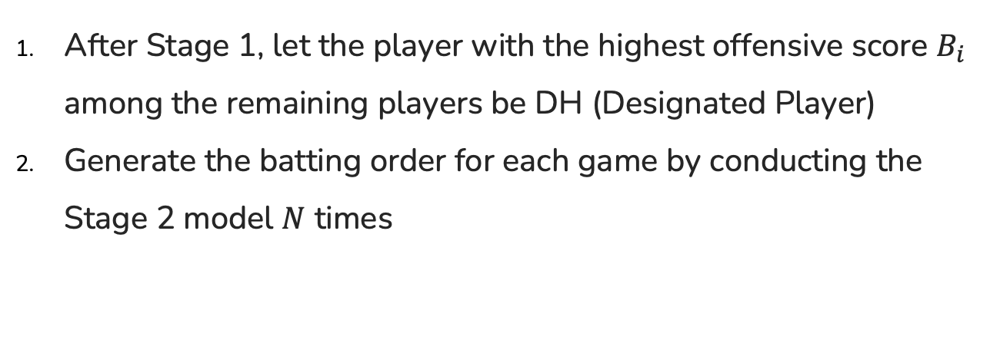 1. After Stage 1, let the player with the highest offensive score Bᵢ
among the remaining players be DH (Designated Player)
2. Generate the batting order for each game by conducting the
Stage 2 model N times